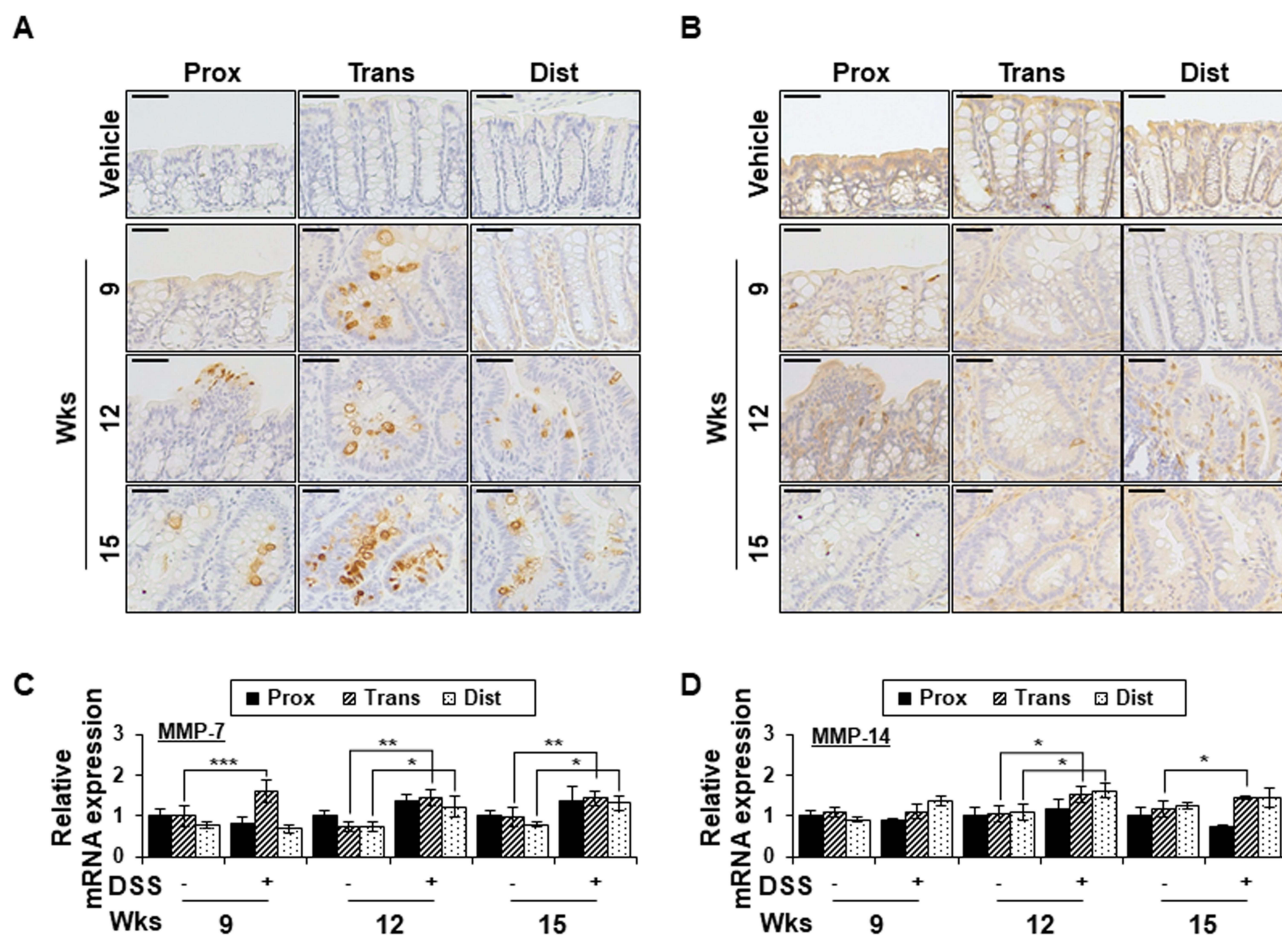 A
B
Prox Trans Dist
Prox Trans Dist
Vehicle
Vehicle
Wks
9
12
15
Wks
9
12
15
C
D
Prox Trans Dist
Prox Trans Dist
Relative
mRNA expression
3
2
1
0
MMP-7
***
**
*
**
*
DSS - + - + - +
Wks 9 12 15
Relative
mRNA expression
3
2
1
0
MMP-14
*
*
*
DSS - + - + - +
Wks 9 12 15